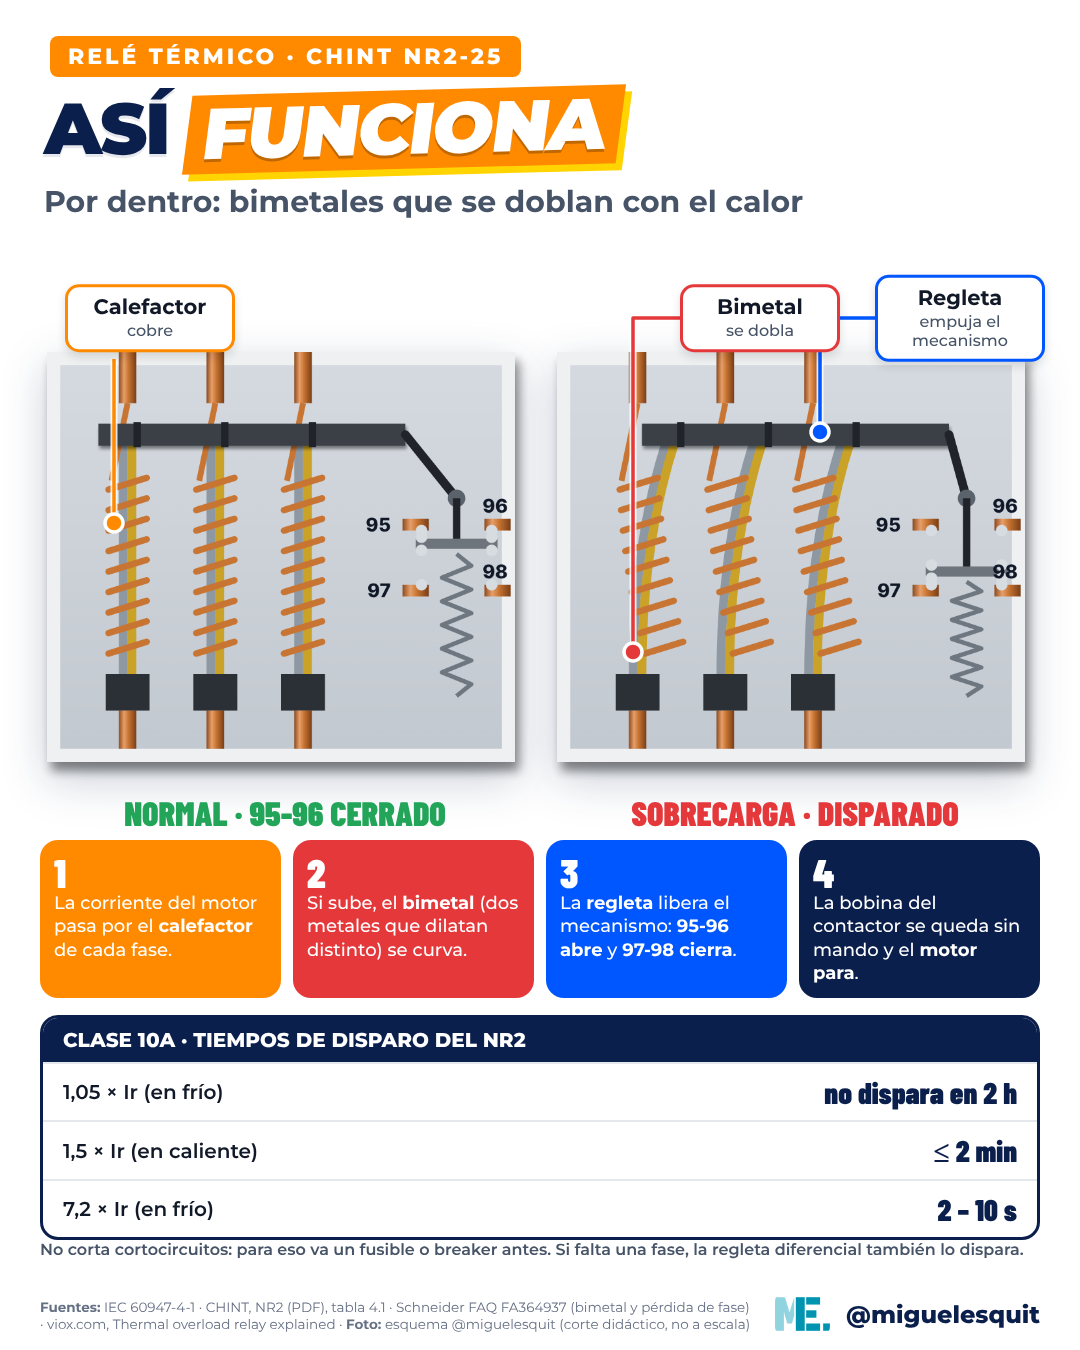 RELÉ TÉRMICO · CHINT NR2-25
ASÍ FUNCIONA
Por dentro: bimetales que se doblan con el calor
Calefactor
cobre
Bimetal
se dobla
Regleta
empuja el
mecanismo
95
96
97
98
95
96
97
98
NORMAL · 95-96 CERRADO
SOBRECARGA · DISPARADO
1
La corriente del motor
pasa por el calefactor
de cada fase.
2
Si sube, el bimetal (dos
metales que dilatan
distinto) se curva.
3
La regleta libera el
mecanismo: 95-96
abre y 97-98 cierra.
4
La bobina del
contactor se queda sin
mando y el motor
para.
CLASE 10A · TIEMPOS DE DISPARO DEL NR2
1,05 × Ir (en frío) no dispara en 2 h
1,5 × Ir (en caliente) ≤ 2 min
7,2 × Ir (en frío) 2 – 10 s
No corta cortocircuitos: para eso va un fusible o breaker antes. Si falta una fase, la regleta diferencial también lo dispara.
Fuentes: IEC 60947-4-1 · CHINT, NR2 (PDF), tabla 4.1 · Schneider FAQ FA364937 (bimetal y pérdida de fase)
· viox.com, Thermal overload relay explained · Foto: esquema @miguelesquit (corte didáctico, no a escala)
ME.
@miguelesquit